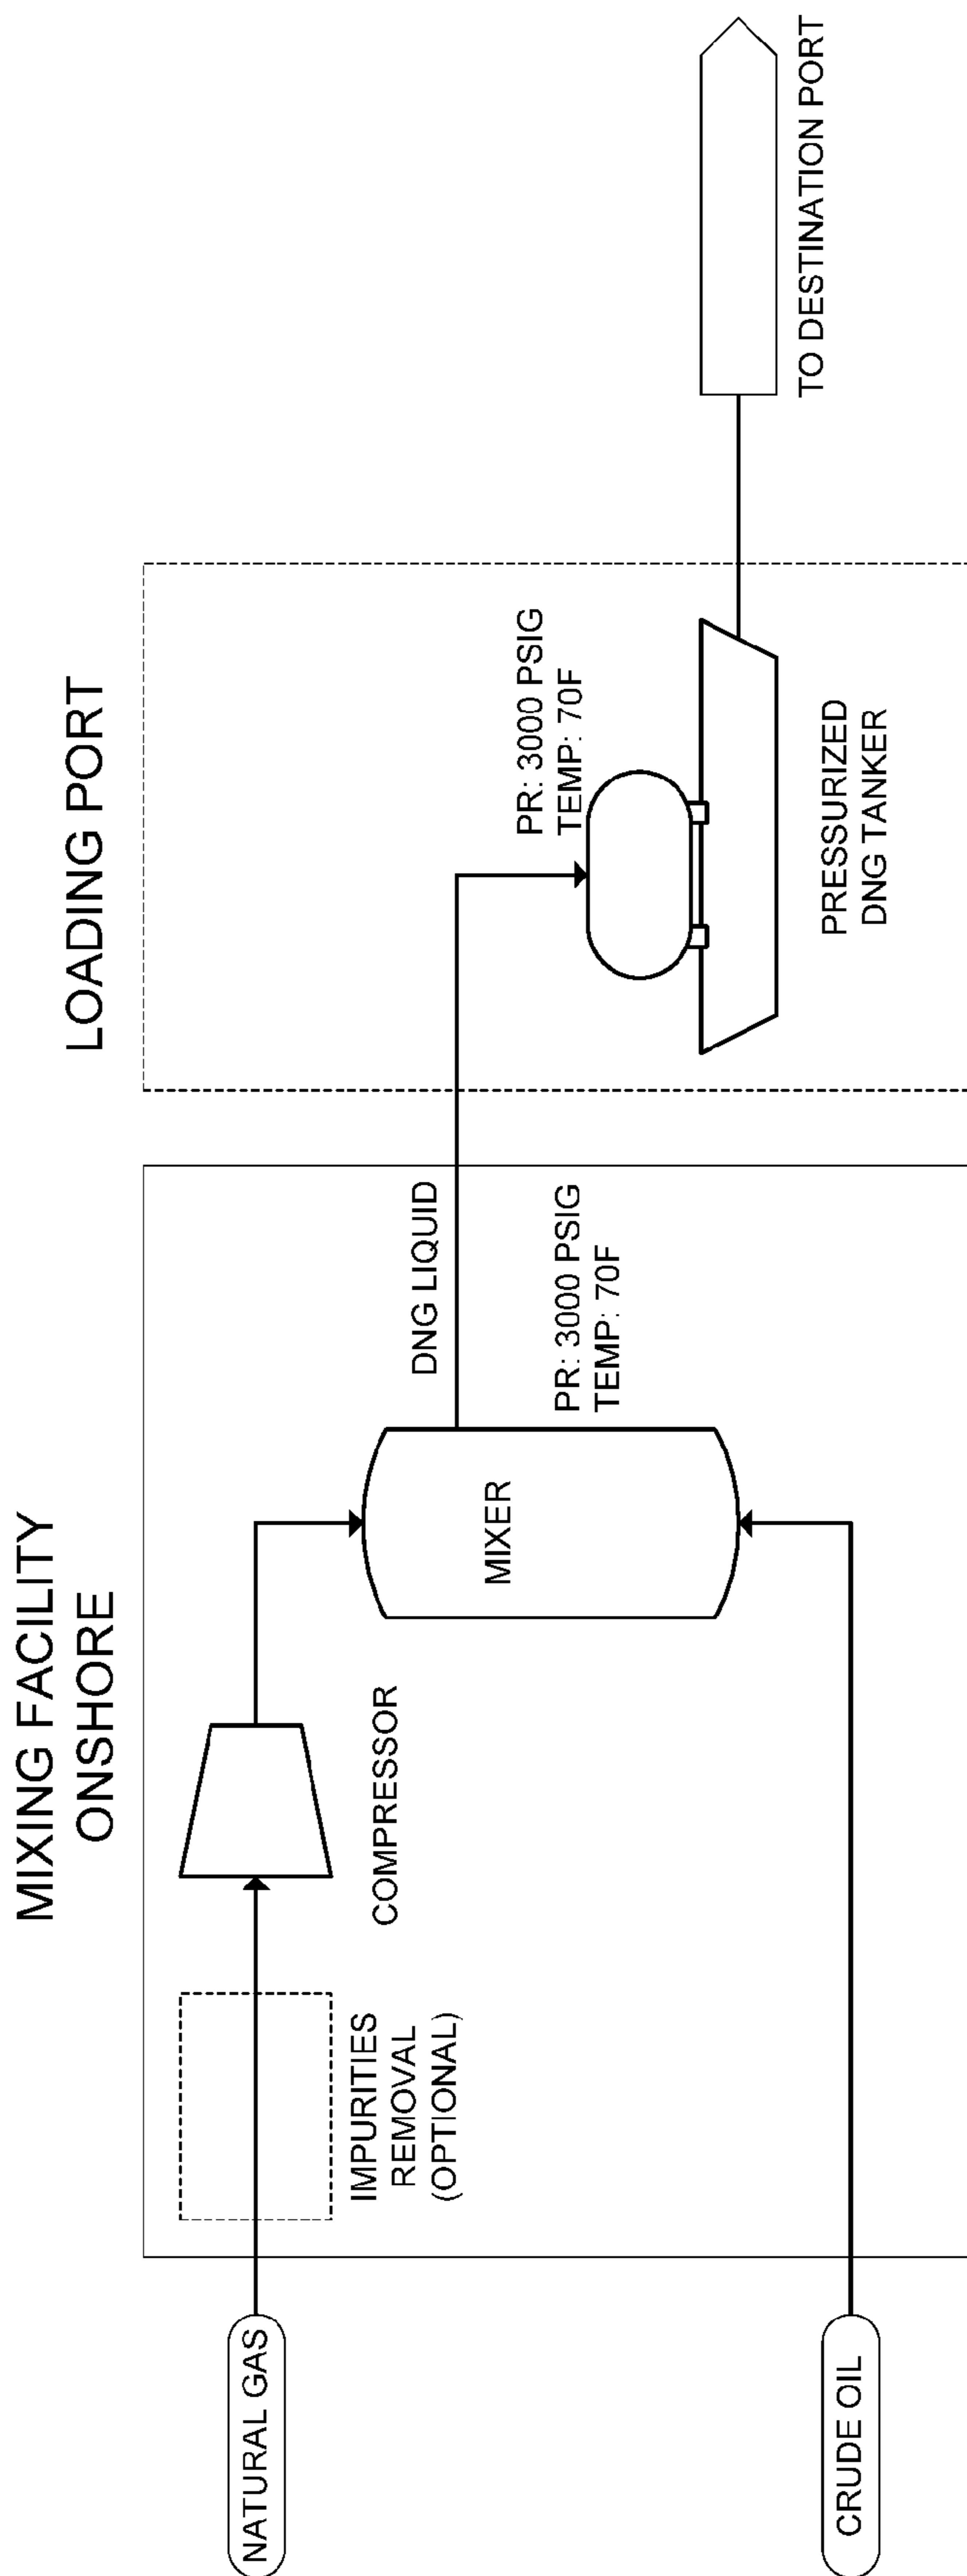 MIXING FACILITY
ONSHORE
LOADING PORT
NATURAL GAS
IMPURITIES
REMOVAL
(OPTIONAL)
COMPRESSOR
MIXER
DNG LIQUID
PR: 3000 PSIG
TEMP: 70F
PR: 3000 PSIG
TEMP: 70F
PRESSURIZED
DNG TANKER
TO DESTINATION PORT
CRUDE OIL